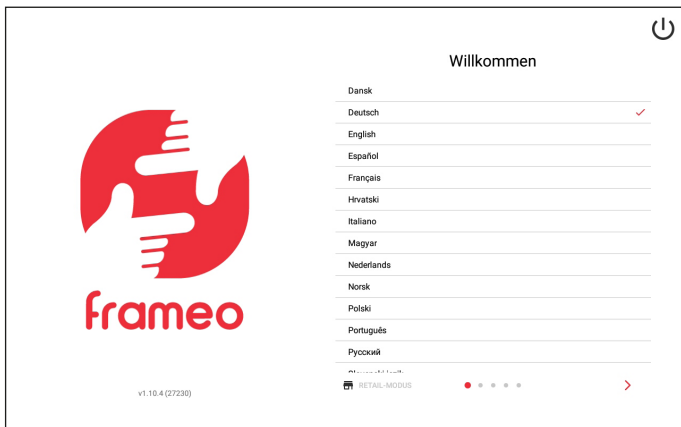 Willkommen
Dansk
Deutsch
English
Español
Français
Hrvatski
Italiano
Magyar
Nederlands
Norsk
Polski
Português
Русский
RETAIL-MODUS
frameo
v1.10.4 (27230)